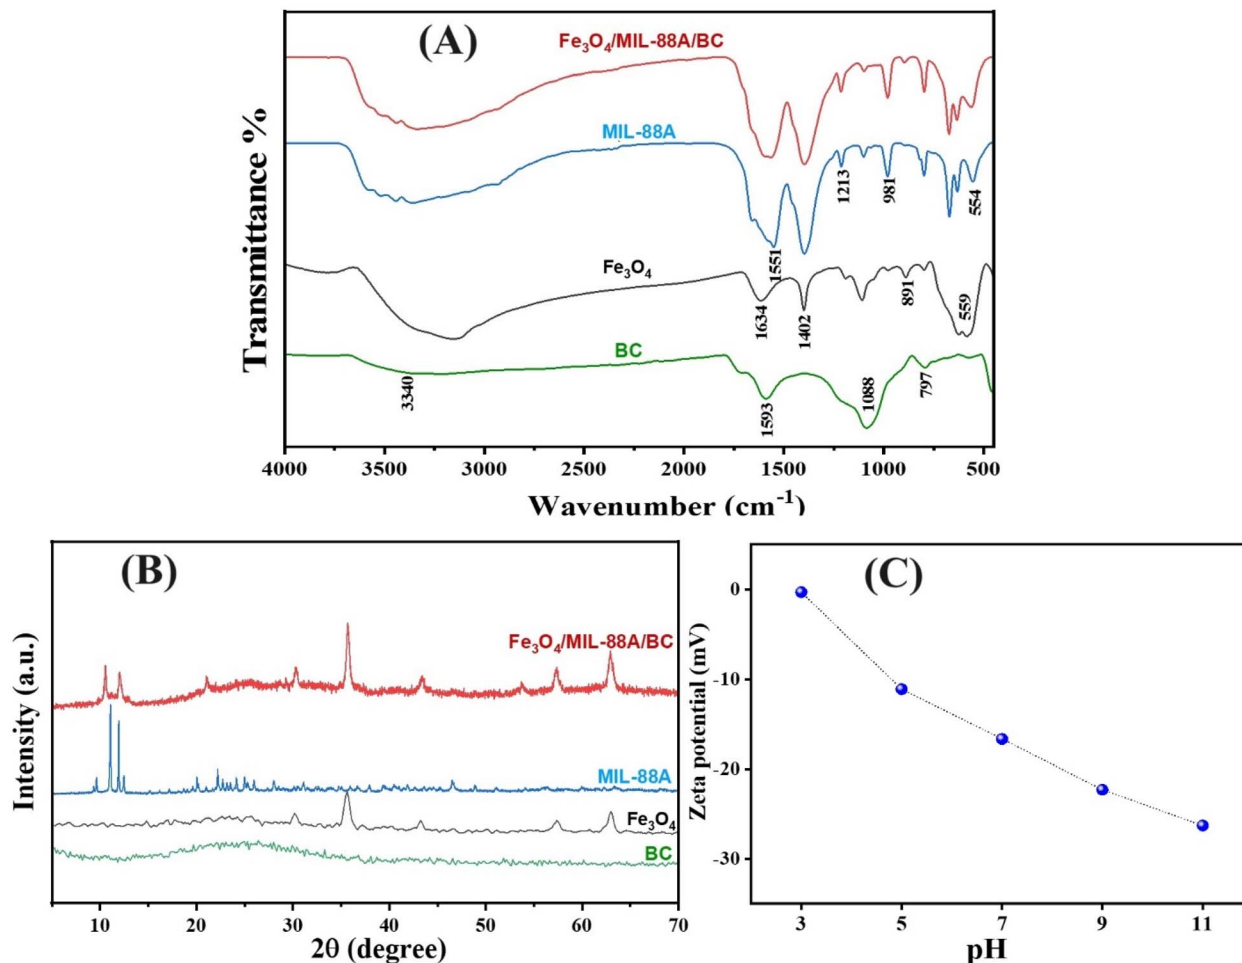 (A)
Fe₃O₄/MIL-88A/BC
MIL-88A
Fe₃O₄
BC
1213
981
554
1551
1634
1402
891
559
3340
1593
1088
797
Transmittance %
4000 3500 3000 2500 2000 1500 1000 500
Wavenumber (cm⁻¹)
(B)
Fe₃O₄/MIL-88A/BC
MIL-88A
Fe₃O₄
BC
Intensity (a.u.)
10 20 30 40 50 60 70
2θ (degree)
(C)
0
-10
-20
-30
Zeta potential (mV)
3 5 7 9 11
pH